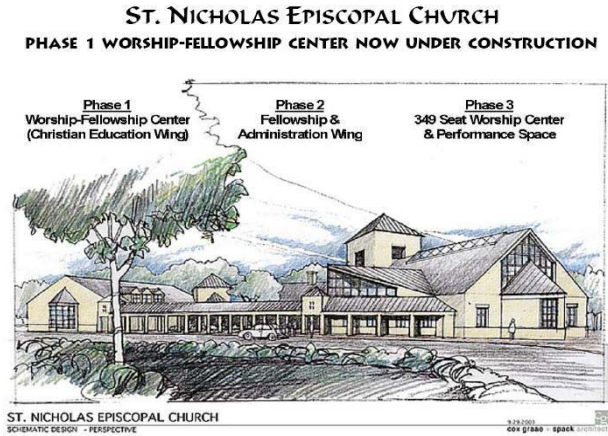 ST. NICHOLAS EPISCOPAL CHURCH
PHASE 1 WORSHIP-FELLOWSHIP CENTER NOW UNDER CONSTRUCTION
Phase 1
Worship-Fellowship Center
(Christian Education Wing)
Phase 2
Fellowship &
Administration Wing
Phase 3
349 Seat Worship Center
& Performance Space
ST. NICHOLAS EPISCOPAL CHURCH
SCHEMATIC DESIGN - PERSPECTIVE
9.29.2003
cox graae + spack architects